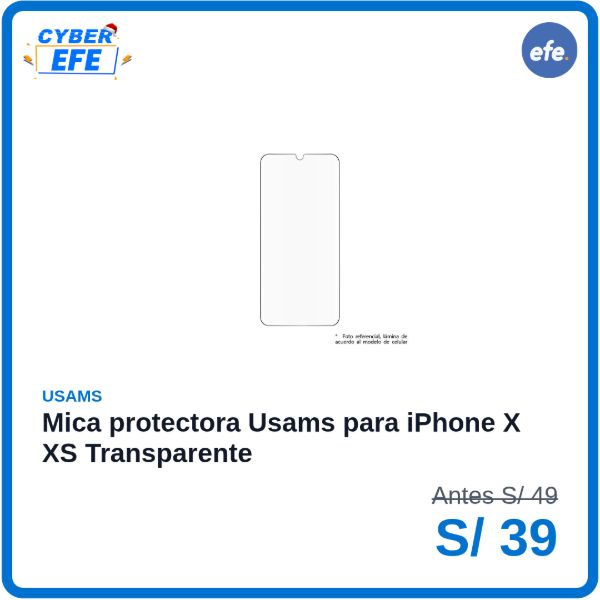 CYBER
EFE
efe.
* Foto referencial, lámina de
acuerdo al modelo de celular
USAMS
Mica protectora Usams para iPhone X
XS Transparente
Antes S/ 49
S/ 39